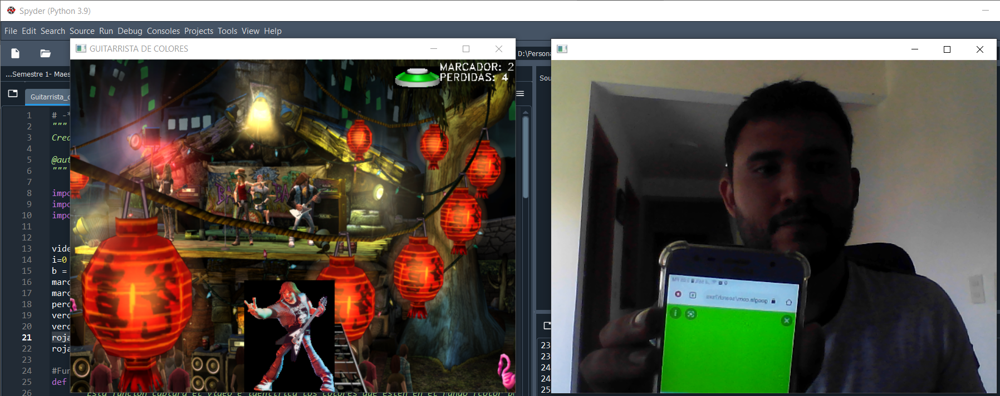 Spyder (Python 3.9)
File Edit Search Source Run Debug Consoles Projects Tools View Help
GUITARRISTA DE COLORES
D:\Persona
...Semestre 1- Maes
MARCADOR: 2
PERDIDAS: 4
Sou
Guitarrista_c
1 # -*
2 """
3 Crea
4
5 @aut
6 """
7
8 impo
9 impo
10 impo
11
12
13 vide
14 i=0
15 b =
16 marc
17 marc
18 perd
19 verd
20 verd
21 roja
22 roja
23
24 #Fun
25 def
26 Esta funcion captura el video e identifica los colores que esten en el rango
23
23
24
24
25
google.com/search?sxs